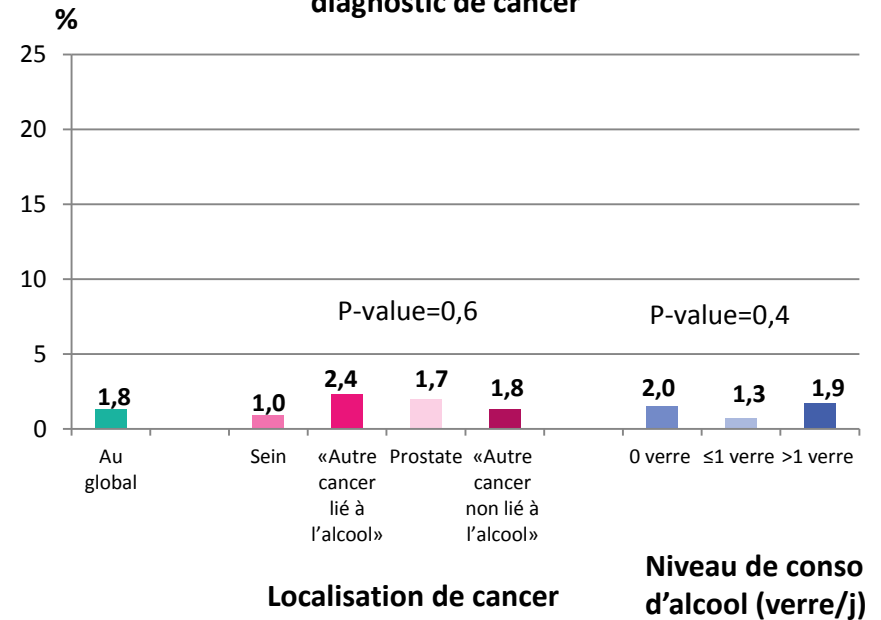 diagnostic de cancer
%
25
20
15
10
5
0
P-value=0,6
P-value=0,4
1,8
1,0
2,4
1,7
1,8
2,0
1,3
1,9
Au
global
Sein
«Autre
cancer
lié à
l'alcool»
Prostate
«Autre
cancer
non lié à
l'alcool»
0 verre
≤1 verre
>1 verre
Localisation de cancer
Niveau de conso
d'alcool (verre/j)